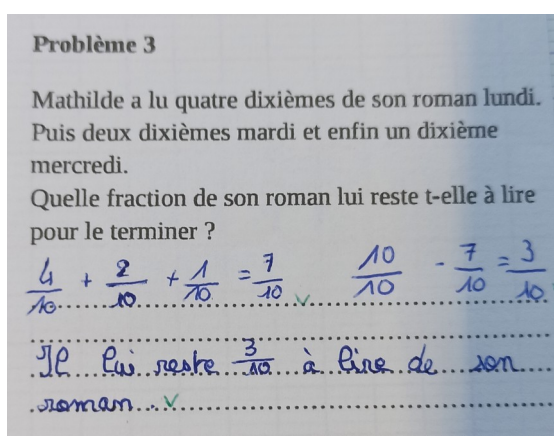 Problème 3
Mathilde a lu quatre dixièmes de son roman lundi.
Puis deux dixièmes mardi et enfin un dixième
mercredi.
Quelle fraction de son roman lui reste t-elle à lire
pour le terminer ?
4/10 + 2/10 + 1/10 = 7/10 10/10 - 7/10 = 3/10
Il lui reste 3/10 à lire de son
roman